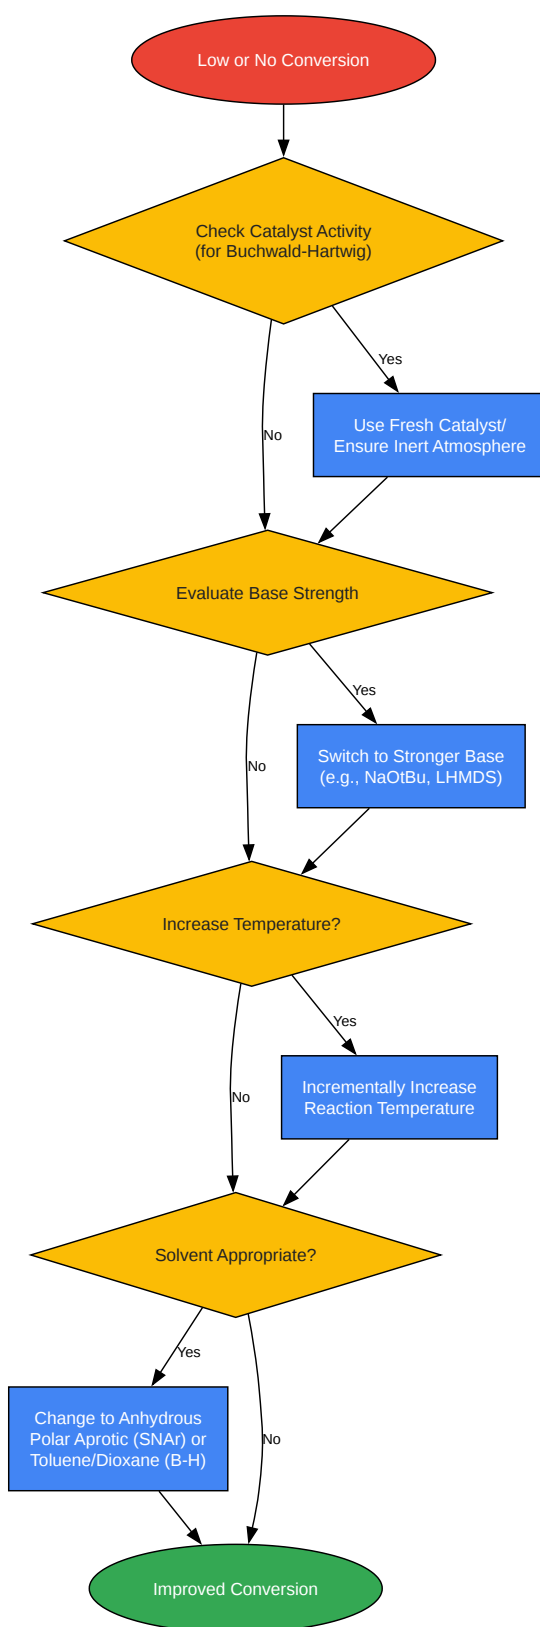 Low or No Conversion
Check Catalyst Activity
(for Buchwald-Hartwig)
Yes
Use Fresh Catalyst/
Ensure Inert Atmosphere
No
Evaluate Base Strength
Yes
Switch to Stronger Base
(e.g., NaOtBu, LHMDS)
No
Increase Temperature?
Yes
Incrementally Increase
Reaction Temperature
No
Solvent Appropriate?
Yes
Change to Anhydrous
Polar Aprotic (SNAr) or
Toluene/Dioxane (B-H)
No
Improved Conversion